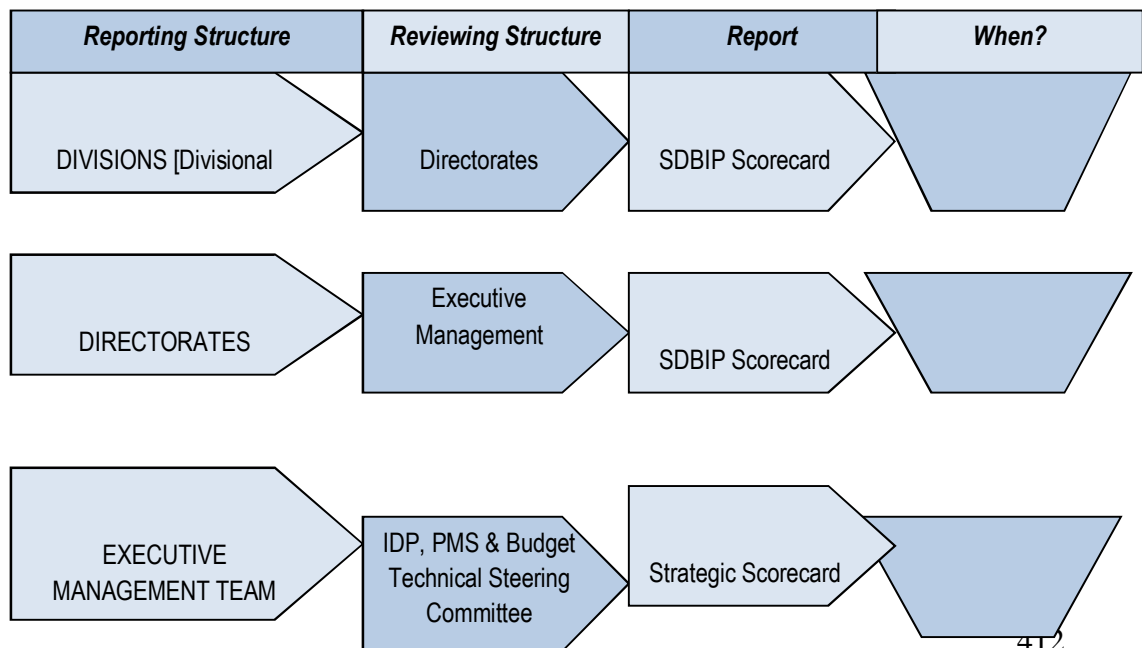 Reporting Structure
Reviewing Structure
Report
When?
DIVISIONS [Divisional
Directorates
SDBIP Scorecard
DIRECTORATES
Executive
Management
SDBIP Scorecard
EXECUTIVE
MANAGEMENT TEAM
IDP, PMS & Budget
Technical Steering
Committee
Strategic Scorecard
412